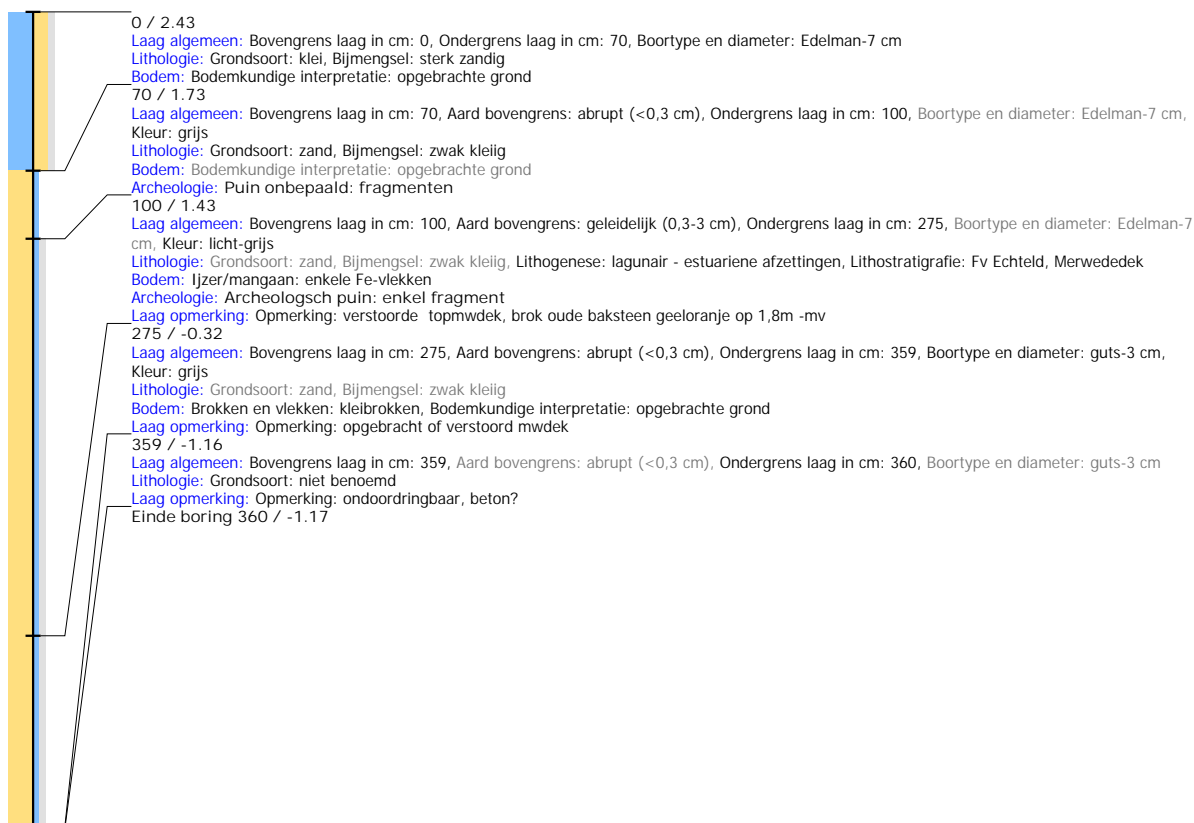 0 / 2.43
Laag algemeen: Bovengrens laag in cm: 0, Ondergrens laag in cm: 70, Boortype en diameter: Edelman-7 cm
Lithologie: Grondsoort: klei, Bijmengsel: sterk zandig
Bodem: Bodemkundige interpretatie: opgebrachte grond
70 / 1.73
Laag algemeen: Bovengrens laag in cm: 70, Aard bovengrens: abrupt (<0,3 cm), Ondergrens laag in cm: 100, Boortype en diameter: Edelman-7 cm,
Kleur: grijs
Lithologie: Grondsoort: zand, Bijmengsel: zwak kleiig
Bodem: Bodemkundige interpretatie: opgebrachte grond
Archeologie: Puin onbepaald: fragmenten
100 / 1.43
Laag algemeen: Bovengrens laag in cm: 100, Aard bovengrens: geleidelijk (0,3-3 cm), Ondergrens laag in cm: 275, Boortype en diameter: Edelman-7
cm, Kleur: licht-grijs
Lithologie: Grondsoort: zand, Bijmengsel: zwak kleiig, Lithogenese: lagunair - estuariene afzettingen, Lithostratigrafie: Fv Echteld, Merwededek
Bodem: Ijzer/mangaan: enkele Fe-vlekken
Archeologie: Archeologsch puin: enkel fragment
Laag opmerking: Opmerking: verstoorde  topmwdek, brok oude baksteen geeloranje op 1,8m -mv
275 / -0.32
Laag algemeen: Bovengrens laag in cm: 275, Aard bovengrens: abrupt (<0,3 cm), Ondergrens laag in cm: 359, Boortype en diameter: guts-3 cm,
Kleur: grijs
Lithologie: Grondsoort: zand, Bijmengsel: zwak kleiig
Bodem: Brokken en vlekken: kleibrokken, Bodemkundige interpretatie: opgebrachte grond
Laag opmerking: Opmerking: opgebracht of verstoord mwdek
359 / -1.16
Laag algemeen: Bovengrens laag in cm: 359, Aard bovengrens: abrupt (<0,3 cm), Ondergrens laag in cm: 360, Boortype en diameter: guts-3 cm
Lithologie: Grondsoort: niet benoemd
Laag opmerking: Opmerking: ondoordringbaar, beton?
Einde boring 360 / -1.17